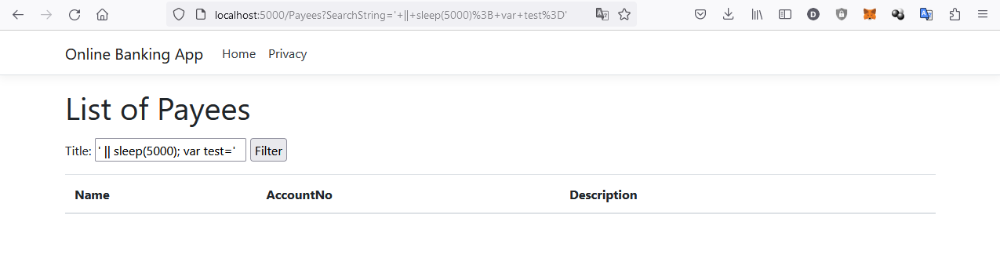 localhost:5000/Payees?SearchString='+||+sleep(5000)%3B+var+test%3D'
Online Banking App Home Privacy
List of Payees
Title: ' || sleep(5000); var test=' Filter
Name AccountNo Description